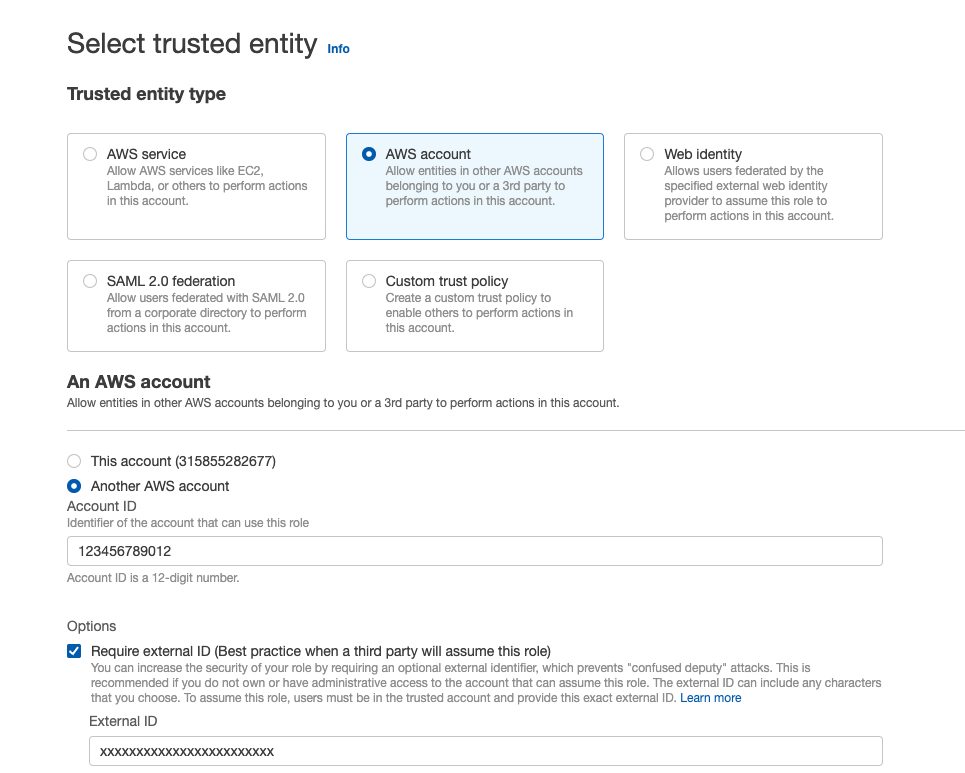 Select trusted entity Info
Trusted entity type
AWS service
Allow AWS services like EC2,
Lambda, or others to perform actions
in this account.
AWS account
Allow entities in other AWS accounts
belonging to you or a 3rd party to
perform actions in this account.
Web identity
Allows users federated by the
specified external web identity
provider to assume this role to
perform actions in this account.
SAML 2.0 federation
Allow users federated with SAML 2.0
from a corporate directory to perform
actions in this account.
Custom trust policy
Create a custom trust policy to
enable others to perform actions in
this account.
An AWS account
Allow entities in other AWS accounts belonging to you or a 3rd party to perform actions in this account.
This account (315855282677)
Another AWS account
Account ID
Identifier of the account that can use this role
123456789012
Account ID is a 12-digit number.
Options
Require external ID (Best practice when a third party will assume this role)
You can increase the security of your role by requiring an optional external identifier, which prevents "confused deputy" attacks. This is
recommended if you do not own or have administrative access to the account that can assume this role. The external ID can include any characters
that you choose. To assume this role, users must be in the trusted account and provide this exact external ID. Learn more
External ID
xxxxxxxxxxxxxxxxxxxxxxxx